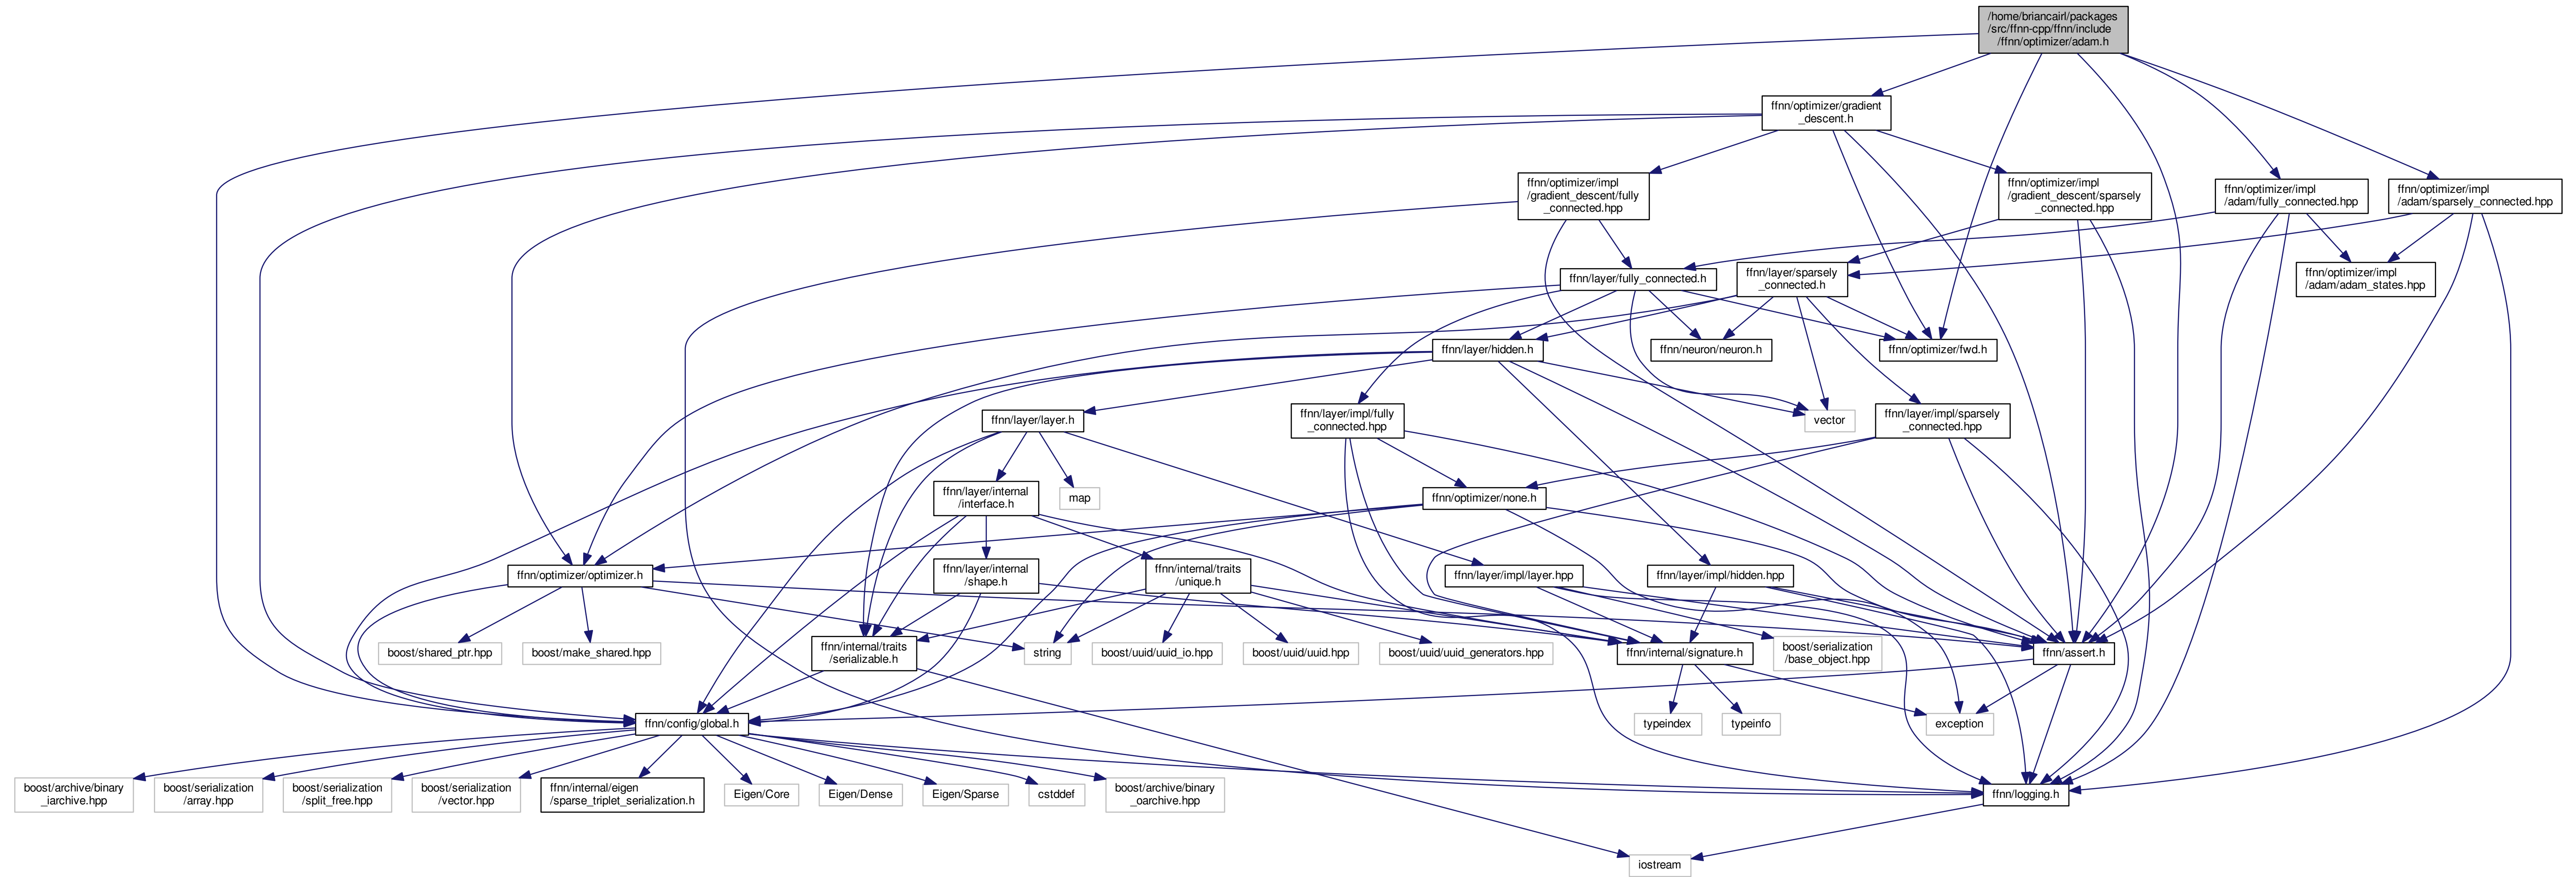 /home/briancairl/packages
/src/ffnn-cpp/ffnn/include
/ffnn/optimizer/adam.h
ffnn/optimizer/gradient
_descent.h
ffnn/optimizer/impl
/gradient_descent/fully
_connected.hpp
ffnn/optimizer/impl
/gradient_descent/sparsely
_connected.hpp
ffnn/optimizer/impl
/adam/fully_connected.hpp
ffnn/optimizer/impl
/adam/sparsely_connected.hpp
ffnn/layer/fully_connected.h
ffnn/layer/sparsely
_connected.h
ffnn/optimizer/impl
/adam/adam_states.hpp
ffnn/layer/hidden.h
ffnn/neuron/neuron.h
ffnn/optimizer/fwd.h
ffnn/layer/layer.h
ffnn/layer/impl/fully
_connected.hpp
vector
ffnn/layer/impl/sparsely
_connected.hpp
ffnn/layer/internal
/interface.h
map
ffnn/optimizer/none.h
ffnn/optimizer/optimizer.h
ffnn/layer/internal
/shape.h
ffnn/internal/traits
/unique.h
ffnn/layer/impl/layer.hpp
ffnn/layer/impl/hidden.hpp
boost/shared_ptr.hpp
boost/make_shared.hpp
ffnn/internal/traits
/serializable.h
string
boost/uuid/uuid_io.hpp
boost/uuid/uuid.hpp
boost/uuid/uuid_generators.hpp
ffnn/internal/signature.h
boost/serialization
/base_object.hpp
ffnn/assert.h
ffnn/config/global.h
typeindex
typeinfo
exception
boost/archive/binary
_iarchive.hpp
boost/serialization
/array.hpp
boost/serialization
/split_free.hpp
boost/serialization
/vector.hpp
ffnn/internal/eigen
/sparse_triplet_serialization.h
Eigen/Core
Eigen/Dense
Eigen/Sparse
cstddef
boost/archive/binary
_oarchive.hpp
ffnn/logging.h
iostream